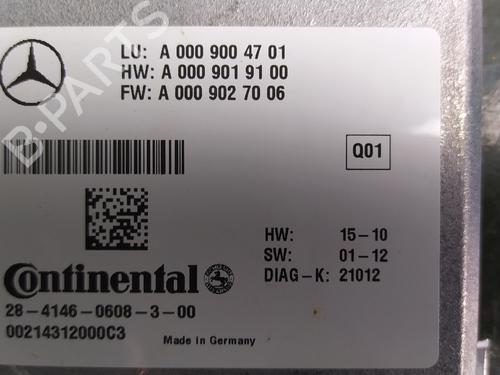 LU: A 000 900 47 01
HW: A 000 901 91 00
FW: A 000 902 70 06
Q01
HW: 15-10
SW: 01-12
DIAG-K: 21012
Continental
28-4146-0608-3-00
00214312000C3 Made in Germany
B-PARTS